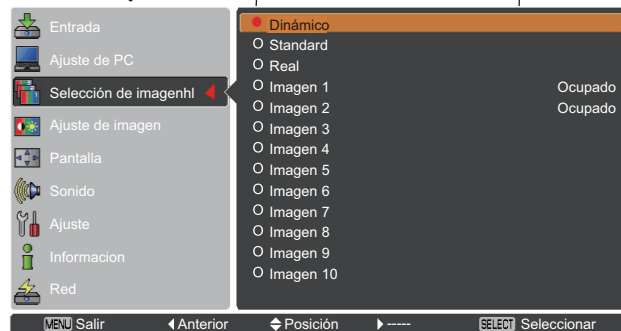 Entrada
Ajuste de PC
Selección de imagenhl
Ajuste de imagen
Pantalla
Sonido
Ajuste
Informacion
Red
Dinámico
Standard
Real
Imagen 1 Ocupado
Imagen 2 Ocupado
Imagen 3
Imagen 4
Imagen 5
Imagen 6
Imagen 7
Imagen 8
Imagen 9
Imagen 10
MENU Salir Anterior Posición ----- SELECT Seleccionar